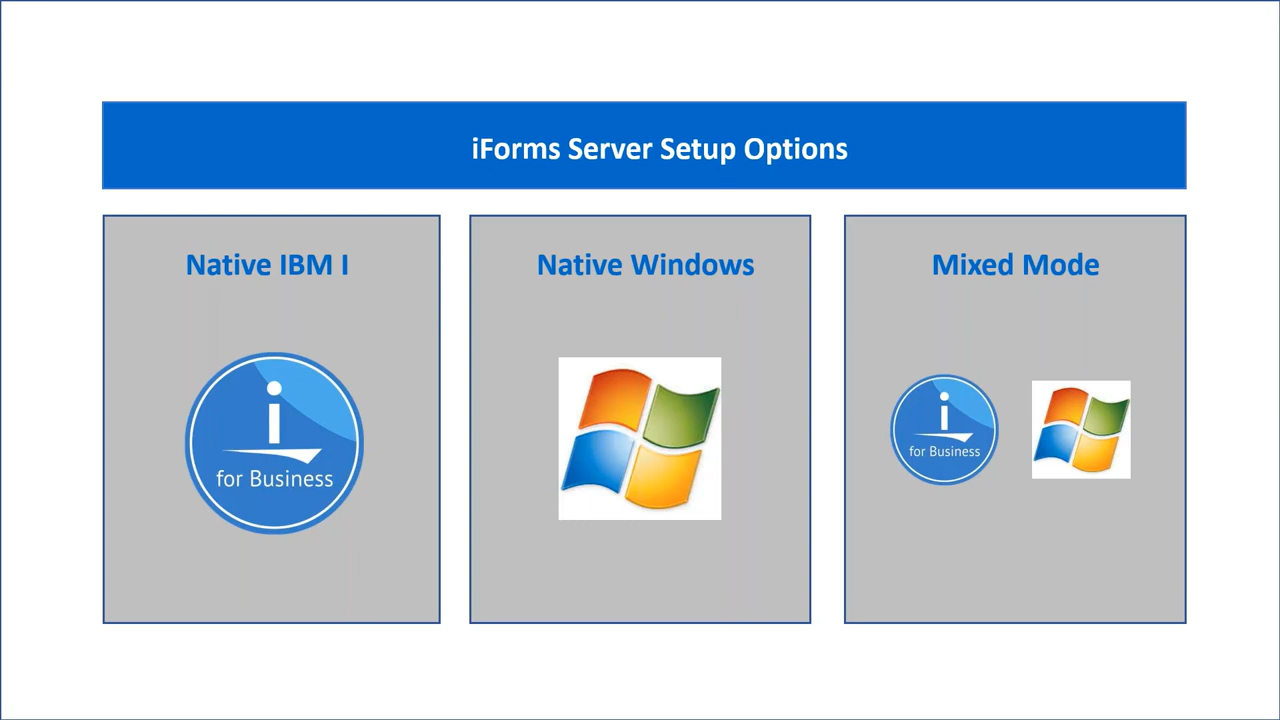 iForms Server Setup Options
Native IBM I
Native Windows
Mixed Mode
i
for Business
i
for Business